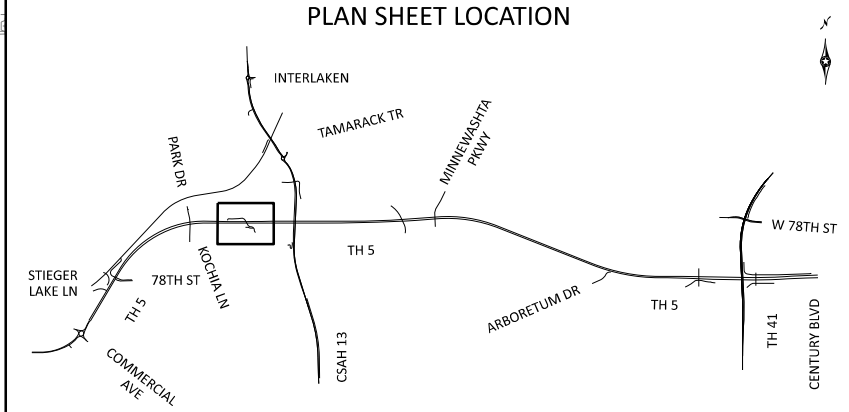 PLAN SHEET LOCATION
N
INTERLAKEN
TAMARACK TR
MINNEWASHTA
PKWY
PARK DR
W 78TH ST
KOCHIA LN
TH 5
STIEGER
LAKE LN
78TH ST
TH 5
ARBORETUM DR
TH 5
TH 41
CENTURY BLVD
CSAH 13
COMMERCIAL
AVE